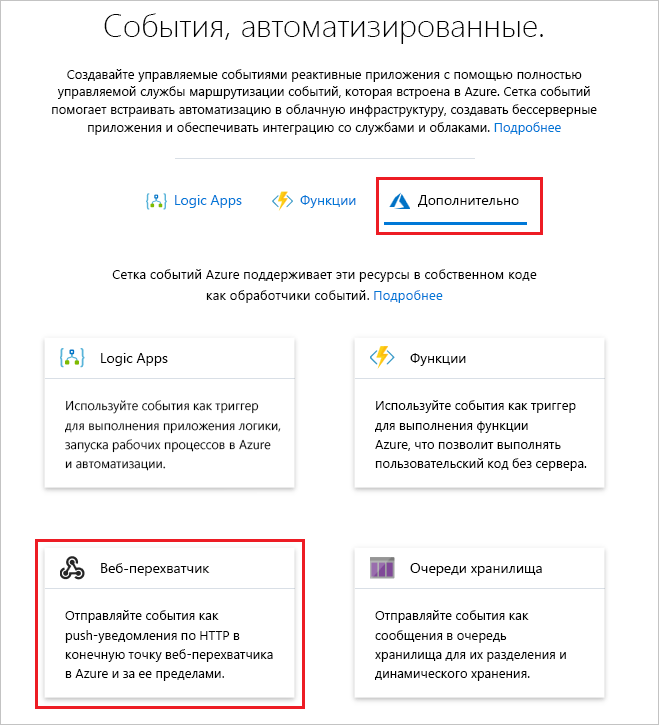 События, автоматизированные.
Создавайте управляемые событиями реактивные приложения с помощью полностью
управляемой службы маршрутизации событий, которая встроена в Azure. Сетка событий
помогает встраивать автоматизацию в облачную инфраструктуру, создавать бессерверные
приложения и обеспечивать интеграцию со службами и облаками. Подробнее
Logic Apps
Функции
Дополнительно
Сетка событий Azure поддерживает эти ресурсы в собственном коде
как обработчики событий. Подробнее
Logic Apps
Используйте события как триггер
для выполнения приложения логики,
запуска рабочих процессов в Azure
и автоматизации.
Функции
Используйте события как триггер
для выполнения функции
Azure, что позволит выполнять
пользовательский код без сервера.
Веб-перехватчик
Отправляйте события как
push-уведомления по HTTP в
конечную точку веб-перехватчика
в Azure и за ее пределами.
Очереди хранилища
Отправляйте события как
сообщения в очередь
хранилища для их разделения и
динамического хранения.